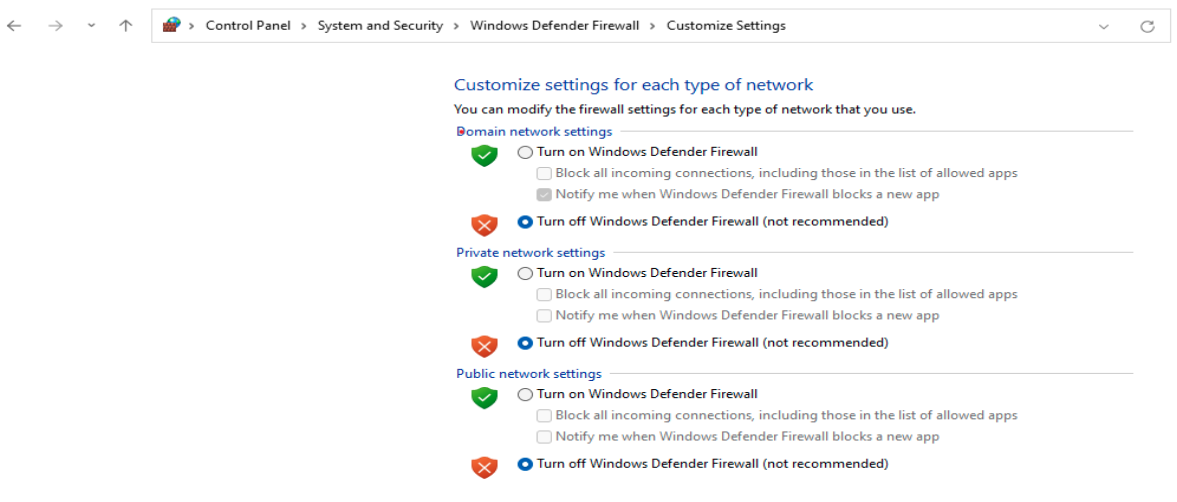 Control Panel > System and Security > Windows Defender Firewall > Customize Settings
Customize settings for each type of network
You can modify the firewall settings for each type of network that you use.
Domain network settings
Turn on Windows Defender Firewall
Block all incoming connections, including those in the list of allowed apps
Notify me when Windows Defender Firewall blocks a new app
Turn off Windows Defender Firewall (not recommended)
Private network settings
Turn on Windows Defender Firewall
Block all incoming connections, including those in the list of allowed apps
Notify me when Windows Defender Firewall blocks a new app
Turn off Windows Defender Firewall (not recommended)
Public network settings
Turn on Windows Defender Firewall
Block all incoming connections, including those in the list of allowed apps
Notify me when Windows Defender Firewall blocks a new app
Turn off Windows Defender Firewall (not recommended)